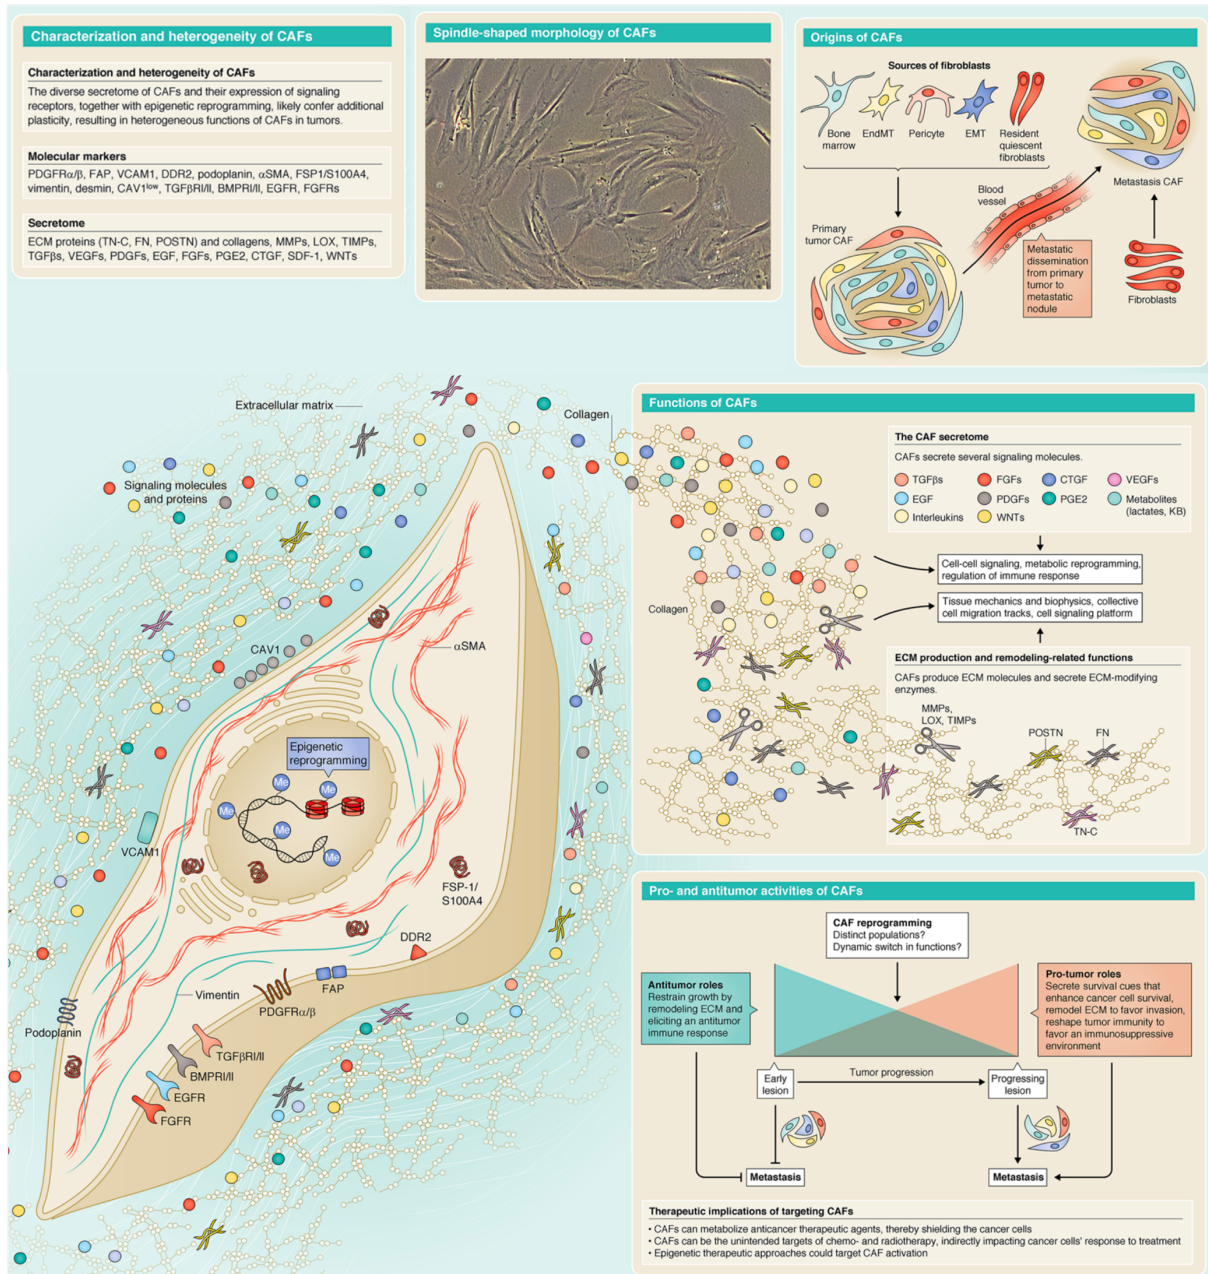 Characterization and heterogeneity of CAFs
Characterization and heterogeneity of CAFs
The diverse secretome of CAFs and their expression of signaling
receptors, together with epigenetic reprogramming, likely confer additional
plasticity, resulting in heterogeneous functions of CAFs in tumors.
Molecular markers
PDGFRα/β, FAP, VCAM1, DDR2, podoplanin, αSMA, FSP1/S100A4,
vimentin, desmin, CAV1low, TGFβRI/II, BMPRI/II, EGFR, FGFRs
Secretome
ECM proteins (TN-C, FN, POSTN) and collagens, MMPs, LOX, TIMPs,
TGFβs, VEGFs, PDGFs, EGF, FGFs, PGE2, CTGF, SDF-1, WNTs
Spindle-shaped morphology of CAFs
Origins of CAFs
Sources of fibroblasts
Bone
marrow
EndMT
Pericyte
EMT
Resident
quiescent
fibroblasts
Metastasis CAF
Blood
vessel
Primary
tumor CAF
Metastatic
dissemination
from primary
tumor to
metastatic
nodule
Fibroblasts
Extracellular matrix
Collagen
Signaling molecules
and proteins
CAV1
αSMA
Epigenetic
reprogramming
Me
Me
Me
Me
Me
VCAM1
FSP-1/
S100A4
DDR2
FAP
Vimentin
PDGFRα/β
Podoplanin
TGFβRI/II
BMPRI/II
EGFR
FGFR
Functions of CAFs
The CAF secretome
CAFs secrete several signaling molecules.
TGFβs
FGFs
CTGF
VEGFs
EGF
PDGFs
PGE2
Metabolites
(lactates, KB)
Interleukins
WNTs
Cell-cell signaling, metabolic reprogramming,
regulation of immune response
Collagen
Tissue mechanics and biophysics, collective
cell migration tracks, cell signaling platform
ECM production and remodeling-related functions
CAFs produce ECM molecules and secrete ECM-modifying
enzymes.
MMPs,
LOX, TIMPs
POSTN
FN
TN-C
Pro- and antitumor activities of CAFs
CAF reprogramming
Distinct populations?
Dynamic switch in functions?
Antitumor roles
Restrain growth by
remodeling ECM and
eliciting an antitumor
immune response
Pro-tumor roles
Secrete survival cues that
enhance cancer cell survival,
remodel ECM to favor invasion,
reshape tumor immunity to
favor an immunosuppressive
environment
Early
lesion
Tumor progression
Progressing
lesion
Metastasis
Metastasis
Therapeutic implications of targeting CAFs
• CAFs can metabolize anticancer therapeutic agents, thereby shielding the cancer cells
• CAFs can be the unintended targets of chemo- and radiotherapy, indirectly impacting cancer cells' response to treatment
• Epigenetic therapeutic approaches could target CAF activation